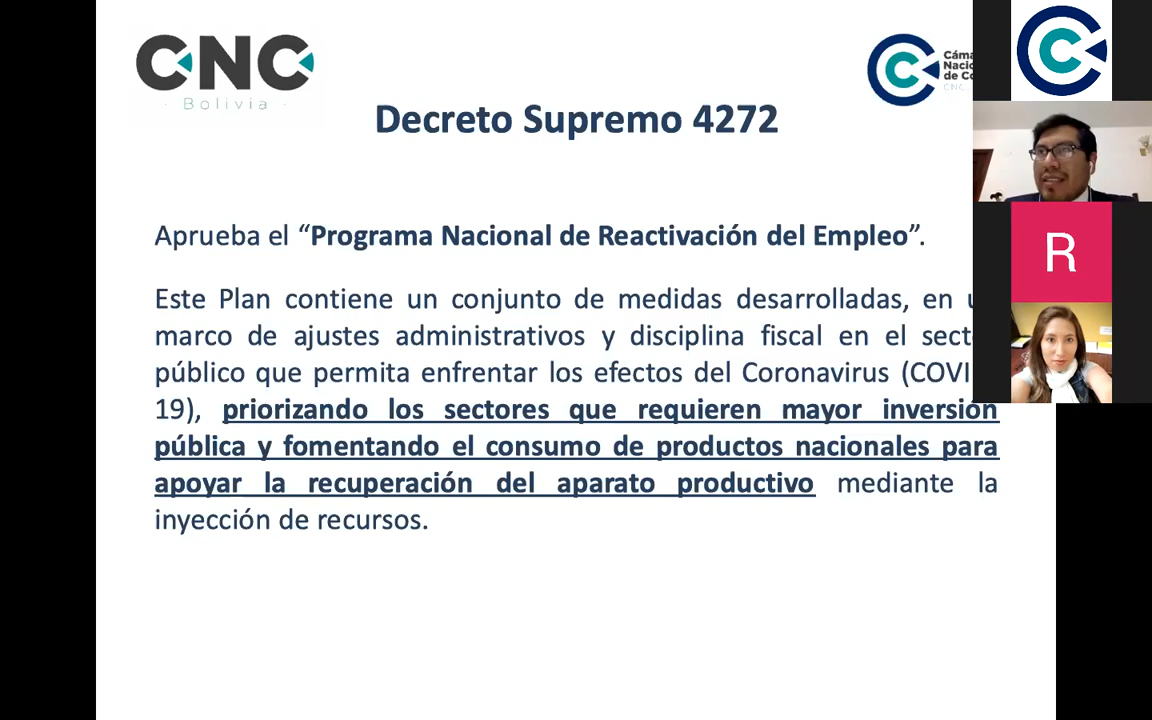 CNC
· Bolivia ·
Decreto Supremo 4272
Aprueba el “Programa Nacional de Reactivación del Empleo”.
Este Plan contiene un conjunto de medidas desarrolladas, en
marco de ajustes administrativos y disciplina fiscal en el
público que permita enfrentar los efectos del Coronavirus
19), priorizando los sectores que requieren mayor inversión
pública y fomentando el consumo de productos nacionales para
apoyar la recuperación del aparato productivo mediante la
inyección de recursos.
R